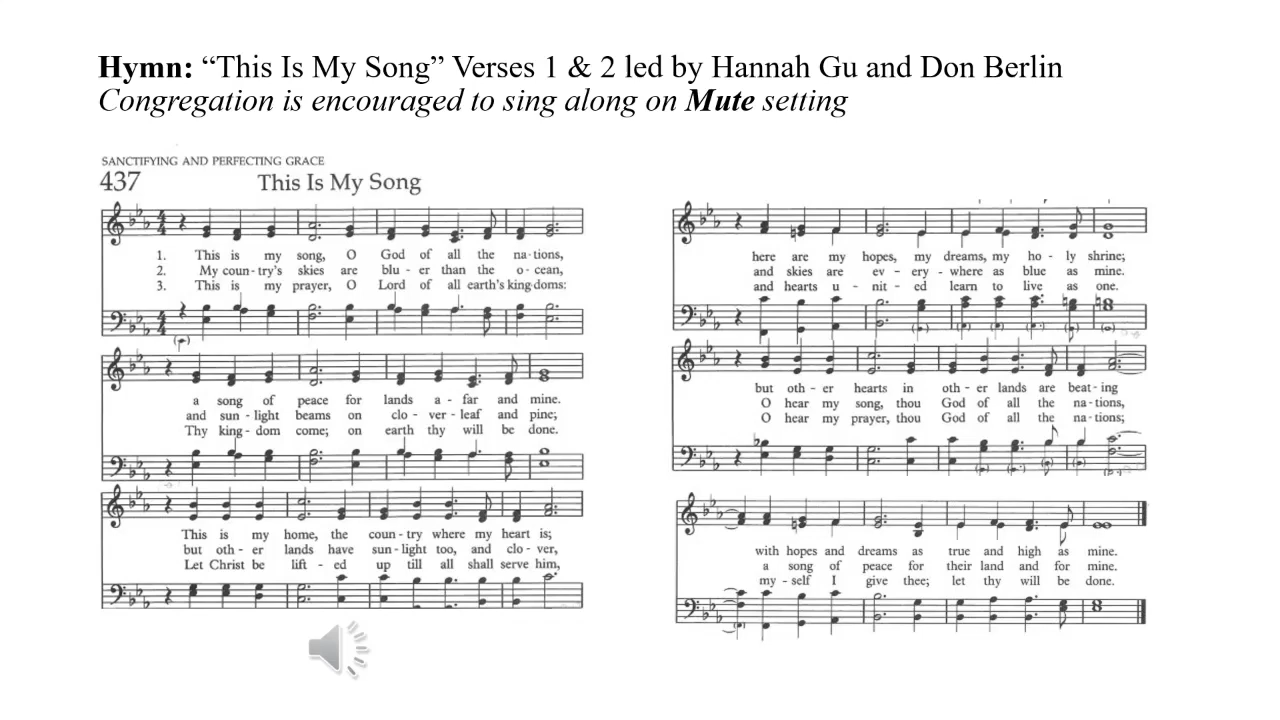 Hymn: “This Is My Song” Verses 1 & 2 led by Hannah Gu and Don Berlin
Congregation is encouraged to sing along on Mute setting
SANCTIFYING AND PERFECTING GRACE
437 This Is My Song
1. This is my song, O God of all the na-tions,
2. My coun-try's skies are blu-er than the o-cean,
3. This is my prayer, O Lord of all earth's king-doms:
a song of peace for lands a-far and mine.
and sun-light beams on clo-ver-leaf and pine;
Thy king-dom come; on earth thy will be done.
This is my home, the coun-try where my heart is;
but oth-er lands have sun-light too, and clo-ver,
Let Christ be lift-ed up till all shall serve him,
here are my hopes, my dreams, my ho-ly shrine;
and skies are ev-ery-where as blue as mine.
and hearts u-nit-ed learn to live as one.
but oth-er hearts in oth-er lands are beat-ing
O hear my song, thou God of all the na-tions,
O hear my prayer, thou God of all the na-tions;
with hopes and dreams as true and high as mine.
a song of peace for their land and for mine.
my-self I give thee; let thy will be done.